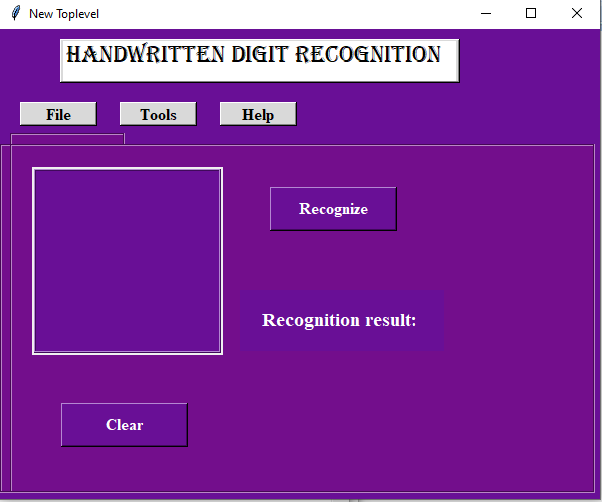 New Toplevel
HANDWRITTEN DIGIT RECOGNITION
File
Tools
Help
Recognize
Recognition result:
Clear